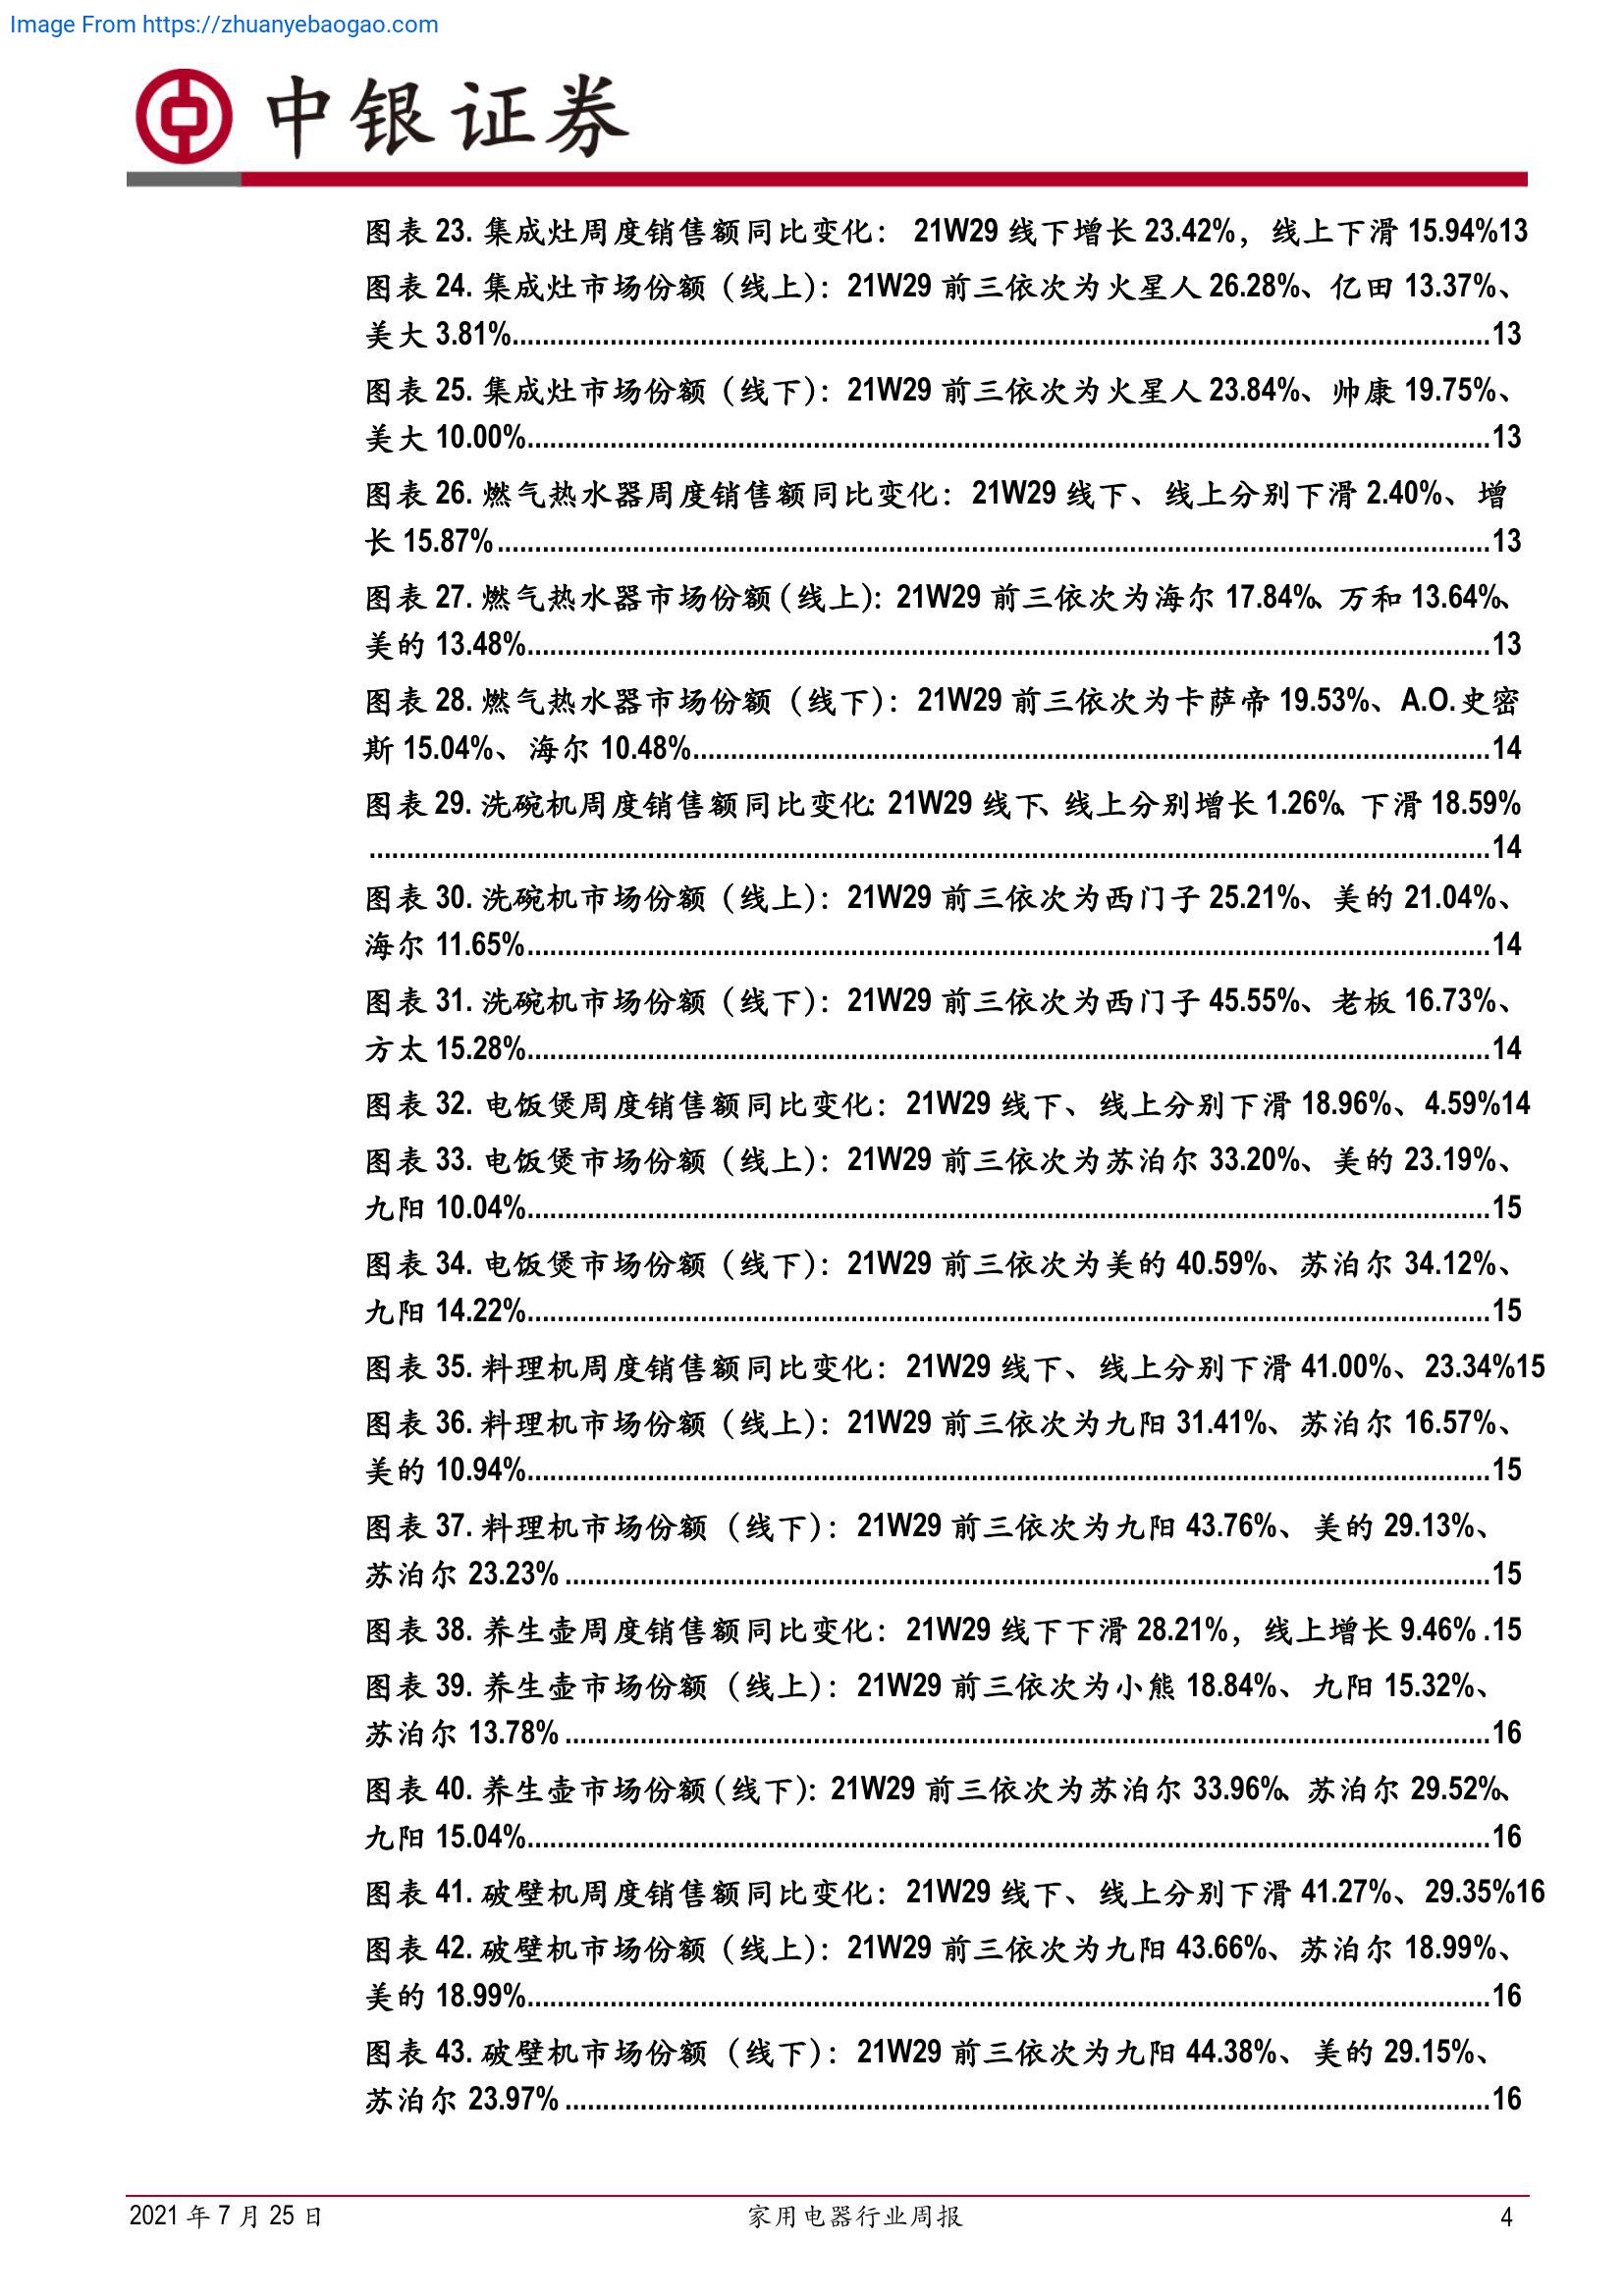 Image From https://zhuanyebaogao.com
中银证券
图表 23. 集成灶周度销售额同比变化： 21W29 线下增长 23.42%，线上下滑 15.94%13
图表 24. 集成灶市场份额（线上）：21W29 前三依次为火星人 26.28%、亿田 13.37%、
美大 3.81%..........................................................................................13
图表 25. 集成灶市场份额（线下）：21W29 前三依次为火星人 23.84%、帅康 19.75%、
美大 10.00%..........................................................................................13
图表 26. 燃气热水器周度销售额同比变化：21W29 线下、线上分别下滑 2.40%、增
长 15.87%..........................................................................................13
图表 27. 燃气热水器市场份额（线上）：21W29 前三依次为海尔 17.84%、万和 13.64%、
美的 13.48%..........................................................................................13
图表 28. 燃气热水器市场份额（线下）：21W29 前三依次为卡萨帝 19.53%、A.O.史密
斯 15.04%、海尔 10.48%..........................................................................................14
图表 29. 洗碗机周度销售额同比变化：21W29 线下、线上分别增长 1.26%、下滑 18.59%
..........................................................................................14
图表 30. 洗碗机市场份额（线上）：21W29 前三依次为西门子 25.21%、美的 21.04%、
海尔 11.65%..........................................................................................14
图表 31. 洗碗机市场份额（线下）：21W29 前三依次为西门子 45.55%、老板 16.73%、
方太 15.28%..........................................................................................14
图表 32. 电饭煲周度销售额同比变化：21W29 线下、线上分别下滑 18.96%、4.59%14
图表 33. 电饭煲市场份额（线上）：21W29 前三依次为苏泊尔 33.20%、美的 23.19%、
九阳 10.04%..........................................................................................15
图表 34. 电饭煲市场份额（线下）：21W29 前三依次为美的 40.59%、苏泊尔 34.12%、
九阳 14.22%..........................................................................................15
图表 35. 料理机周度销售额同比变化：21W29 线下、线上分别下滑 41.00%、23.34%15
图表 36. 料理机市场份额（线上）：21W29 前三依次为九阳 31.41%、苏泊尔 16.57%、
美的 10.94%..........................................................................................15
图表 37. 料理机市场份额（线下）：21W29 前三依次为九阳 43.76%、美的 29.13%、
苏泊尔 23.23%..........................................................................................15
图表 38. 养生壶周度销售额同比变化：21W29 线下下滑 28.21%，线上增长 9.46% .15
图表 39. 养生壶市场份额（线上）：21W29 前三依次为小熊 18.84%、九阳 15.32%、
苏泊尔 13.78%..........................................................................................16
图表 40. 养生壶市场份额（线下）：21W29 前三依次为苏泊尔 33.96%、苏泊尔 29.52%、
九阳 15.04%..........................................................................................16
图表 41. 破壁机周度销售额同比变化：21W29 线下、线上分别下滑 41.27%、29.35%16
图表 42. 破壁机市场份额（线上）：21W29 前三依次为九阳 43.66%、苏泊尔 18.99%、
美的 18.99%..........................................................................................16
图表 43. 破壁机市场份额（线下）：21W29 前三依次为九阳 44.38%、美的 29.15%、
苏泊尔 23.97%..........................................................................................16
2021 年 7 月 25 日 家用电器行业周报 4